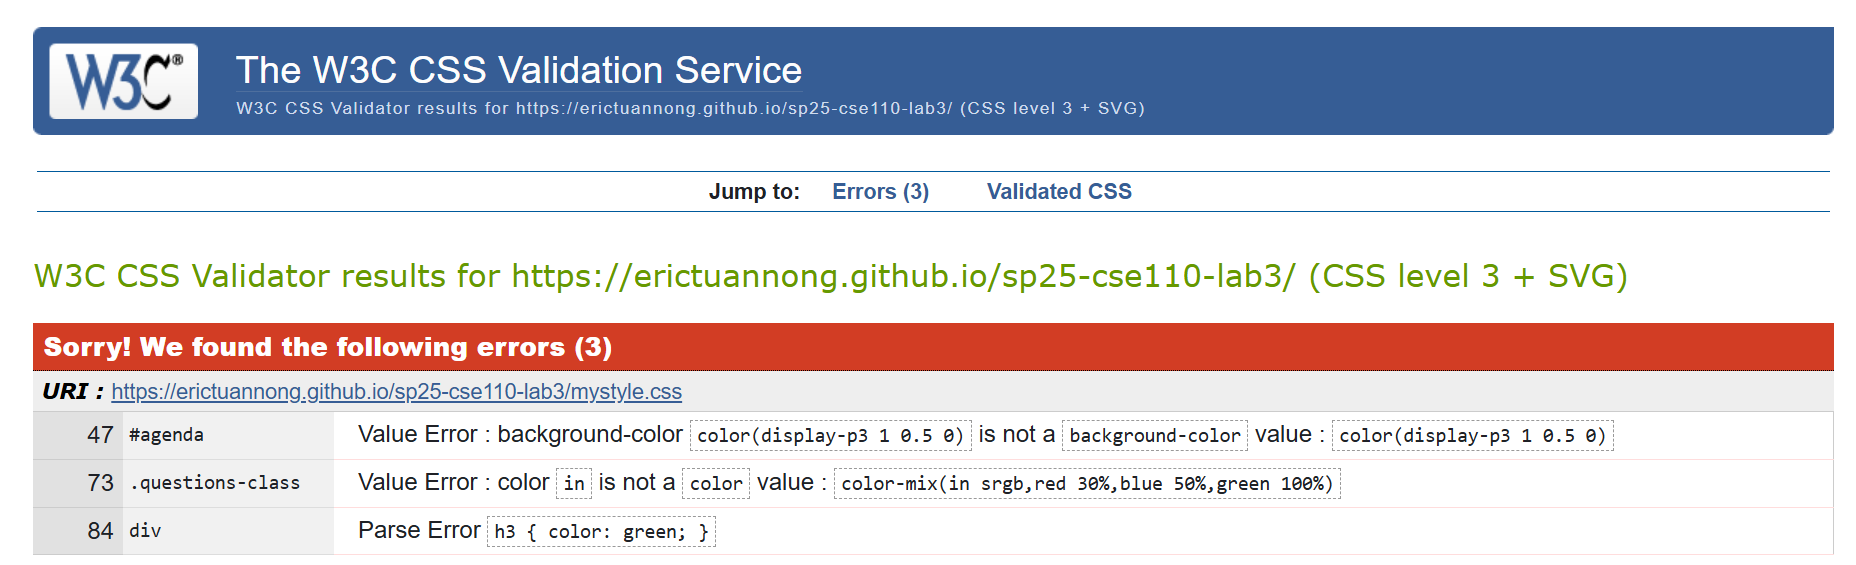 W3C®
The W3C CSS Validation Service
W3C CSS Validator results for https://erictuannong.github.io/sp25-cse110-lab3/ (CSS level 3 + SVG)
Jump to: Errors (3) Validated CSS
W3C CSS Validator results for https://erictuannong.github.io/sp25-cse110-lab3/ (CSS level 3 + SVG)
Sorry! We found the following errors (3)
URI : https://erictuannong.github.io/sp25-cse110-lab3/mystyle.css
47 #agenda Value Error : background-color color(display-p3 1 0.5 0) is not a background-color value : color(display-p3 1 0.5 0)
73 .questions-class Value Error : color in is not a color value : color-mix(in srgb,red 30%,blue 50%,green 100%)
84 div Parse Error h3 { color: green; }